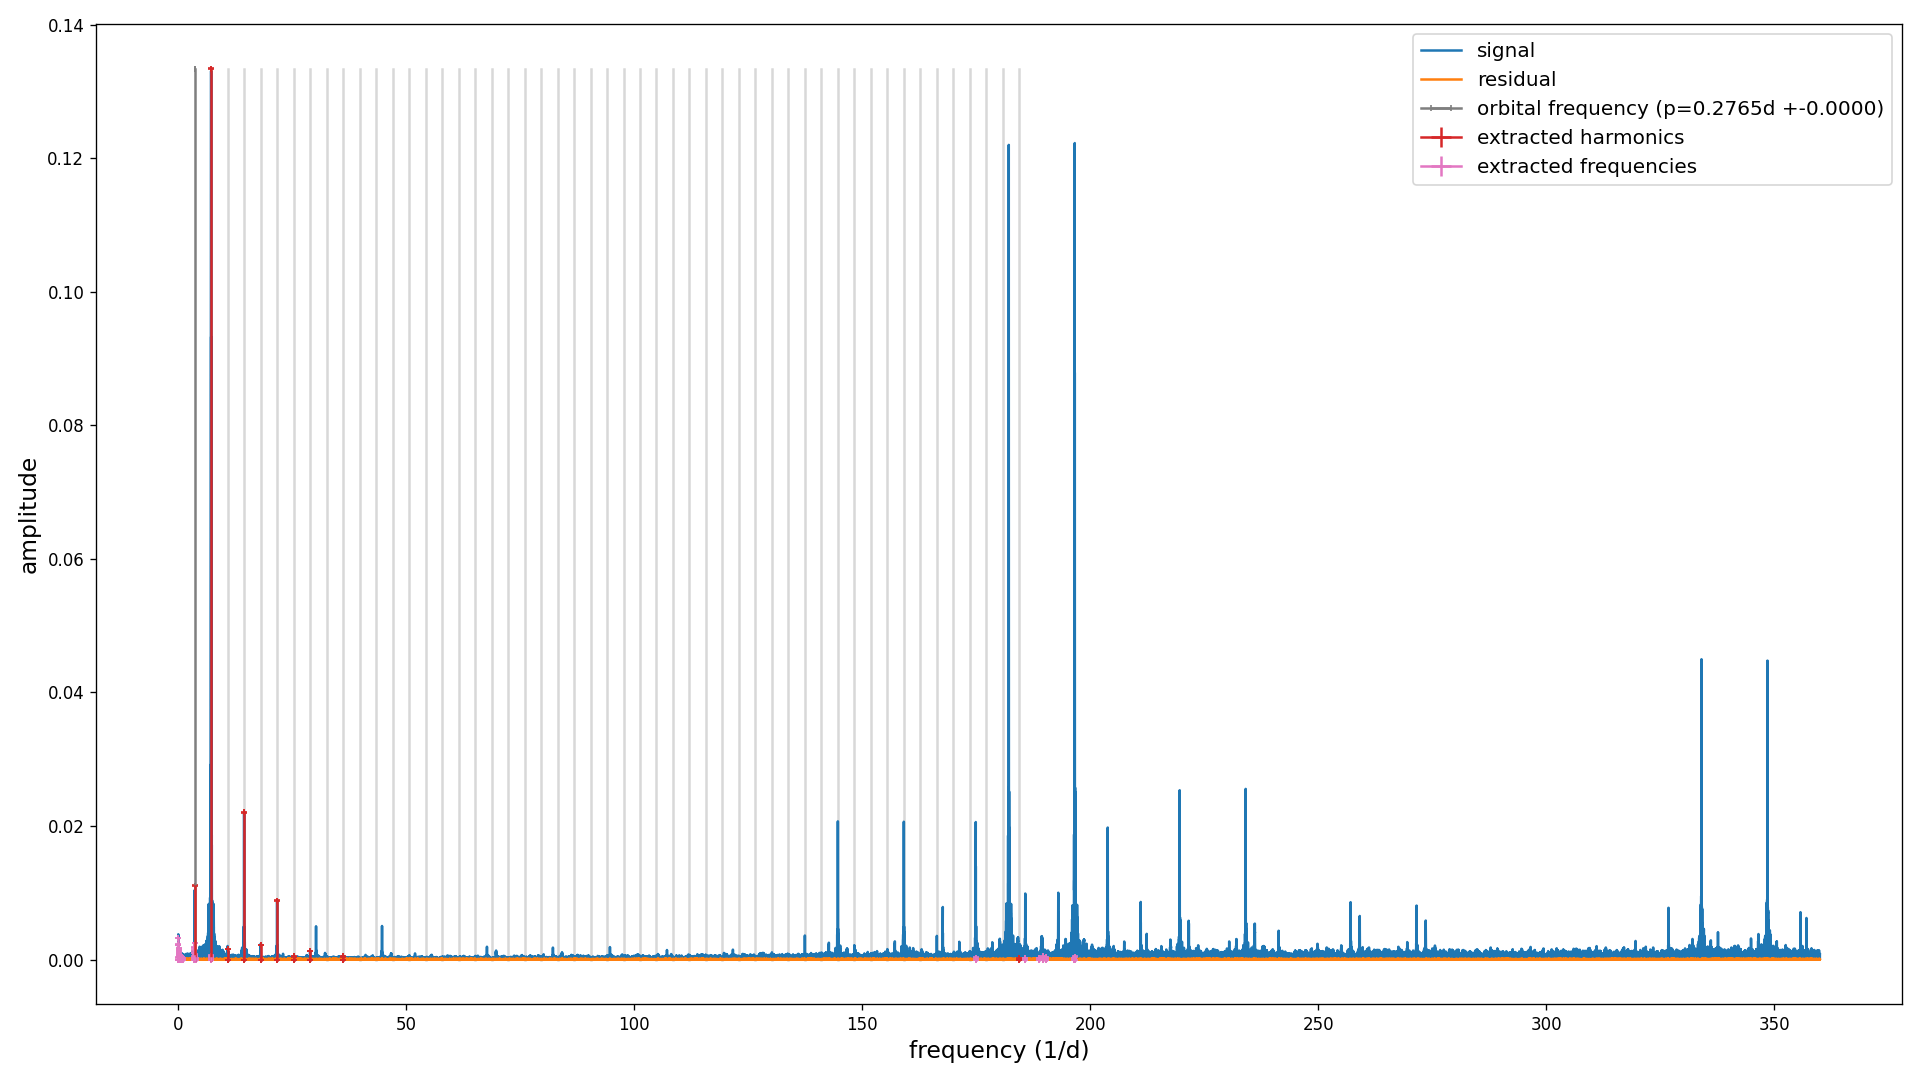 0.14
0.12
0.10
0.08
0.06
0.04
0.02
0.00
amplitude
0 50 100 150 200 250 300 350
frequency (1/d)
signal
residual
orbital frequency (p=0.2765d +-0.0000)
extracted harmonics
extracted frequencies